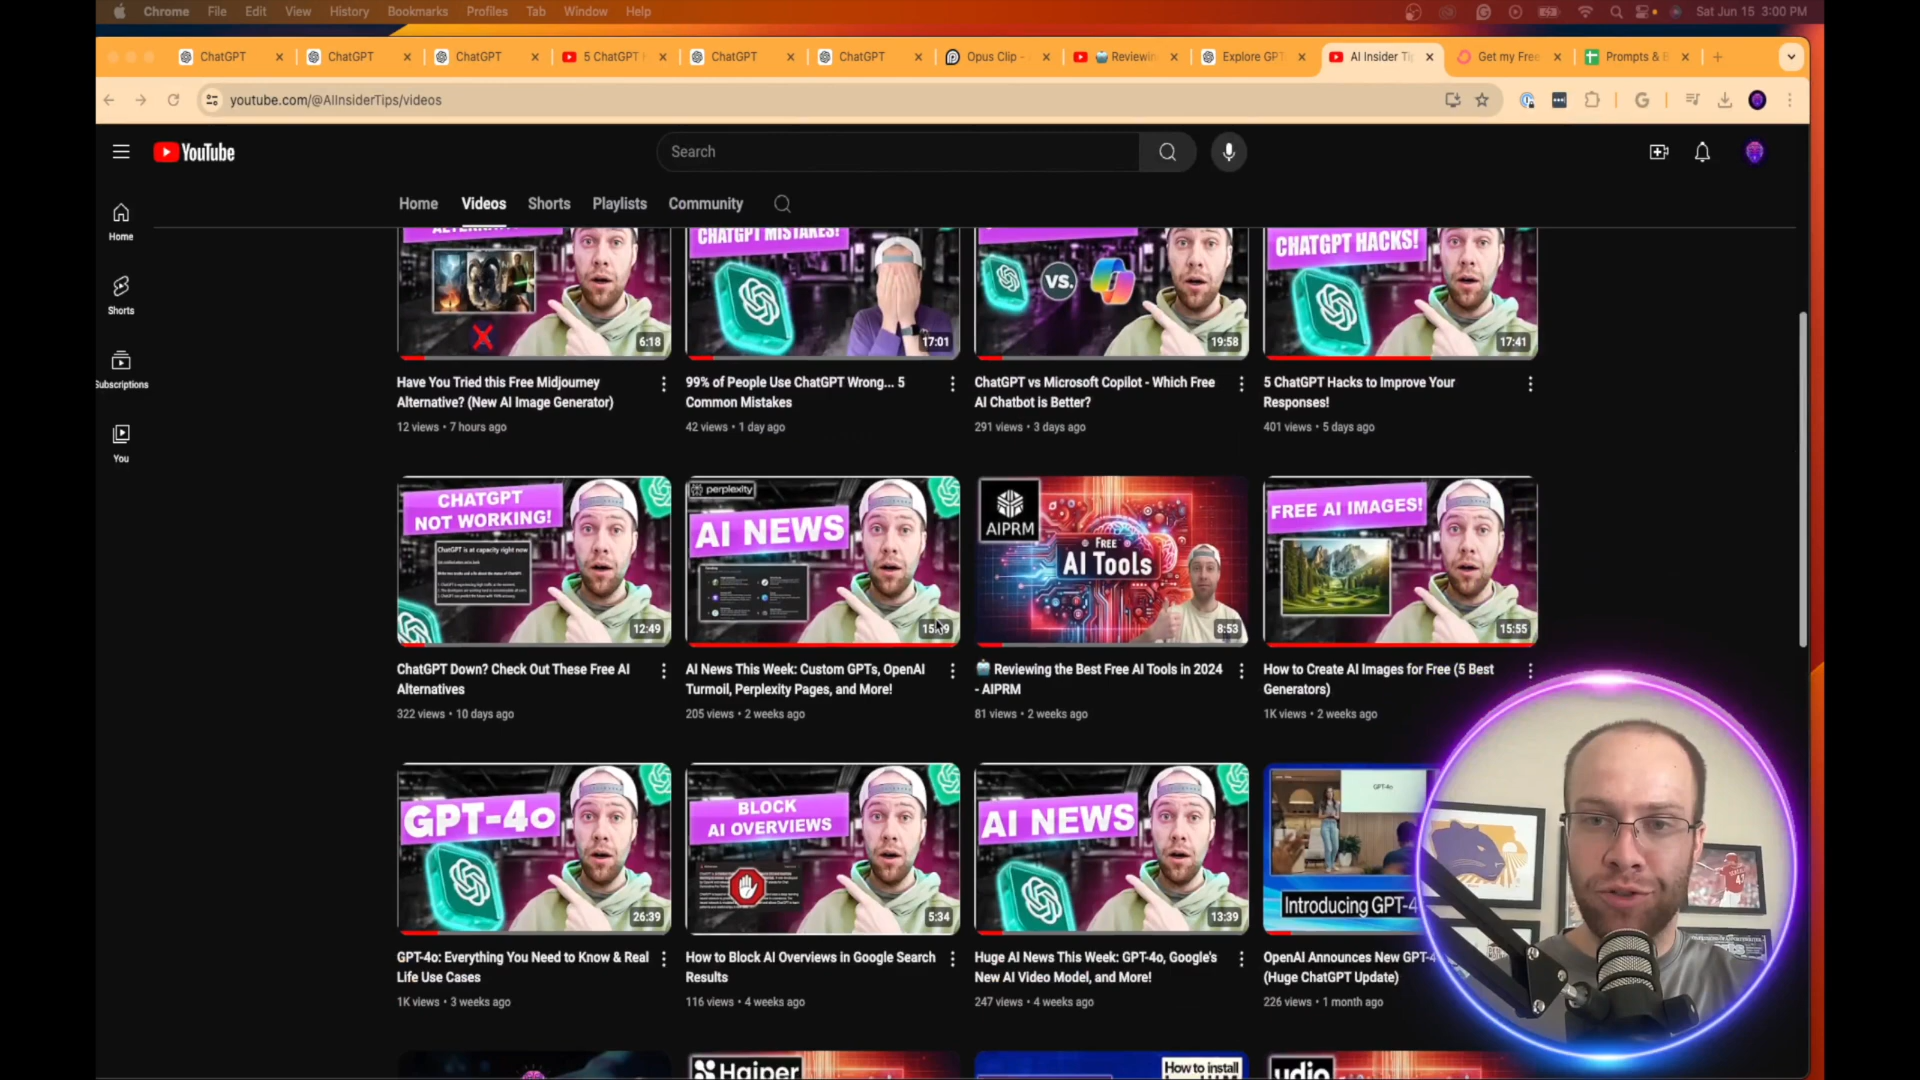 Chrome File Edit View History Bookmarks Profiles Tab Window Help Sat Jun 15 3:00 PM
ChatGPT ChatGPT ChatGPT 5 ChatGPT ChatGPT ChatGPT Opus Clip - Reviewing Explore GPT AI Insider Ti Get my Free Prompts & B
youtube.com/@AIInsiderTips/videos
YouTube Search
Home Videos Shorts Playlists Community
Home
Shorts
Subscriptions
You
6:18
CHATGPT MISTAKES!
17:01
VS.
19:58
CHATGPT HACKS!
17:41
Have You Tried this Free Midjourney
Alternative? (New AI Image Generator)
12 views • 7 hours ago
99% of People Use ChatGPT Wrong... 5
Common Mistakes
42 views • 1 day ago
ChatGPT vs Microsoft Copilot - Which Free
AI Chatbot is Better?
291 views • 3 days ago
5 ChatGPT Hacks to Improve Your
Responses!
401 views • 5 days ago
CHATGPT
NOT WORKING!
ChatGPT is at capacity right now
12:49
perplexity
AI NEWS
AIPRM
FREE
AI Tools
8:53
FREE AI IMAGES!
15:55
ChatGPT Down? Check Out These Free AI
Alternatives
322 views • 10 days ago
AI News This Week: Custom GPTs, OpenAI
Turmoil, Perplexity Pages, and More!
205 views • 2 weeks ago
Reviewing the Best Free AI Tools in 2024
- AIPRM
81 views • 2 weeks ago
How to Create AI Images for Free (5 Best
Generators)
1K views • 2 weeks ago
GPT-4o
26:39
BLOCK
AI OVERVIEWS
5:34
AI NEWS
13:39
GPT-4o
Introducing GPT-4
GPT-4o: Everything You Need to Know & Real
Life Use Cases
1K views • 3 weeks ago
How to Block AI Overviews in Google Search
Results
116 views • 4 weeks ago
Huge AI News This Week: GPT-4o, Google's
New AI Video Model, and More!
247 views • 4 weeks ago
OpenAI Announces New GPT-4
(Huge ChatGPT Update)
226 views • 1 month ago
Haiper
How to install
udio